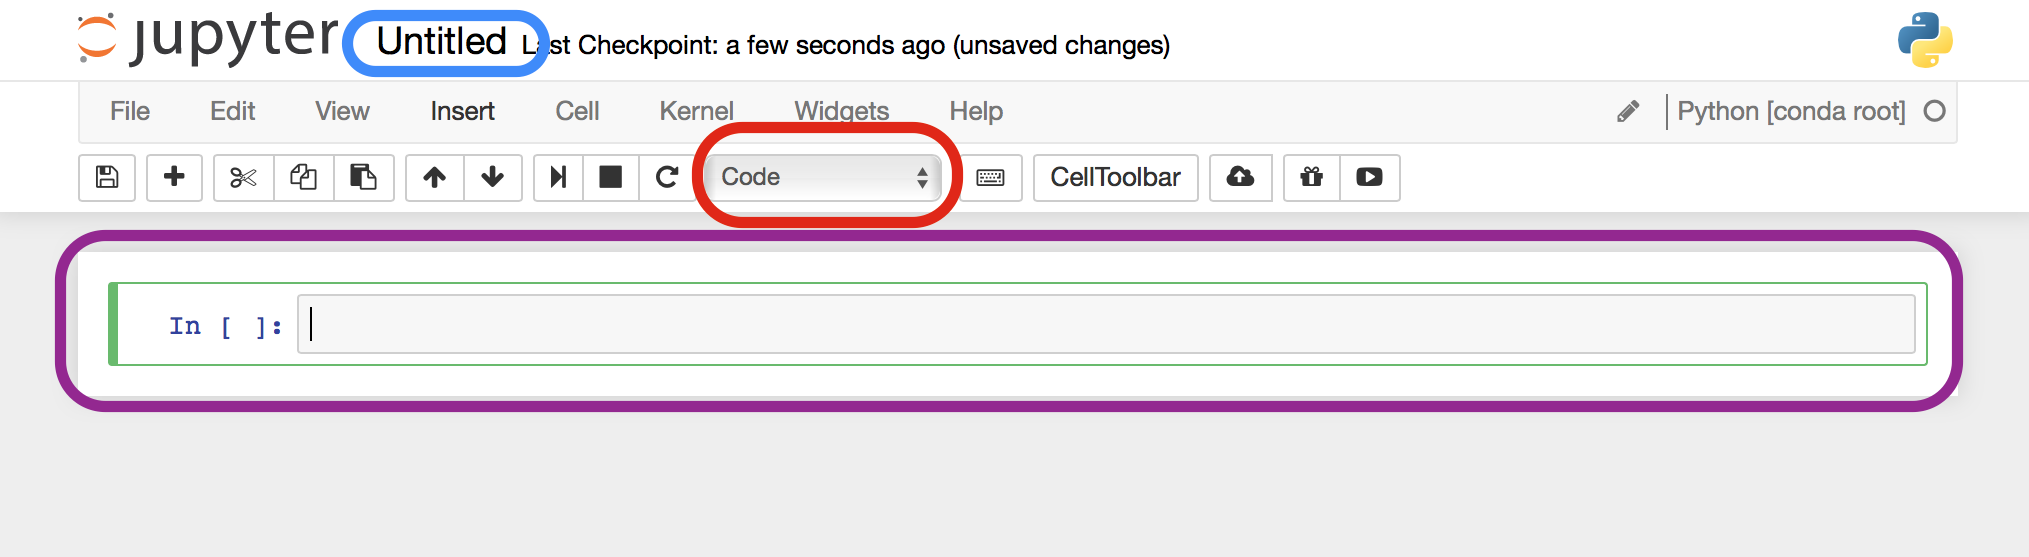 jupyter Untitled Last Checkpoint: a few seconds ago (unsaved changes)
File Edit View Insert Cell Kernel Widgets Help Python [conda root]
Code CellToolbar
In [ ]: